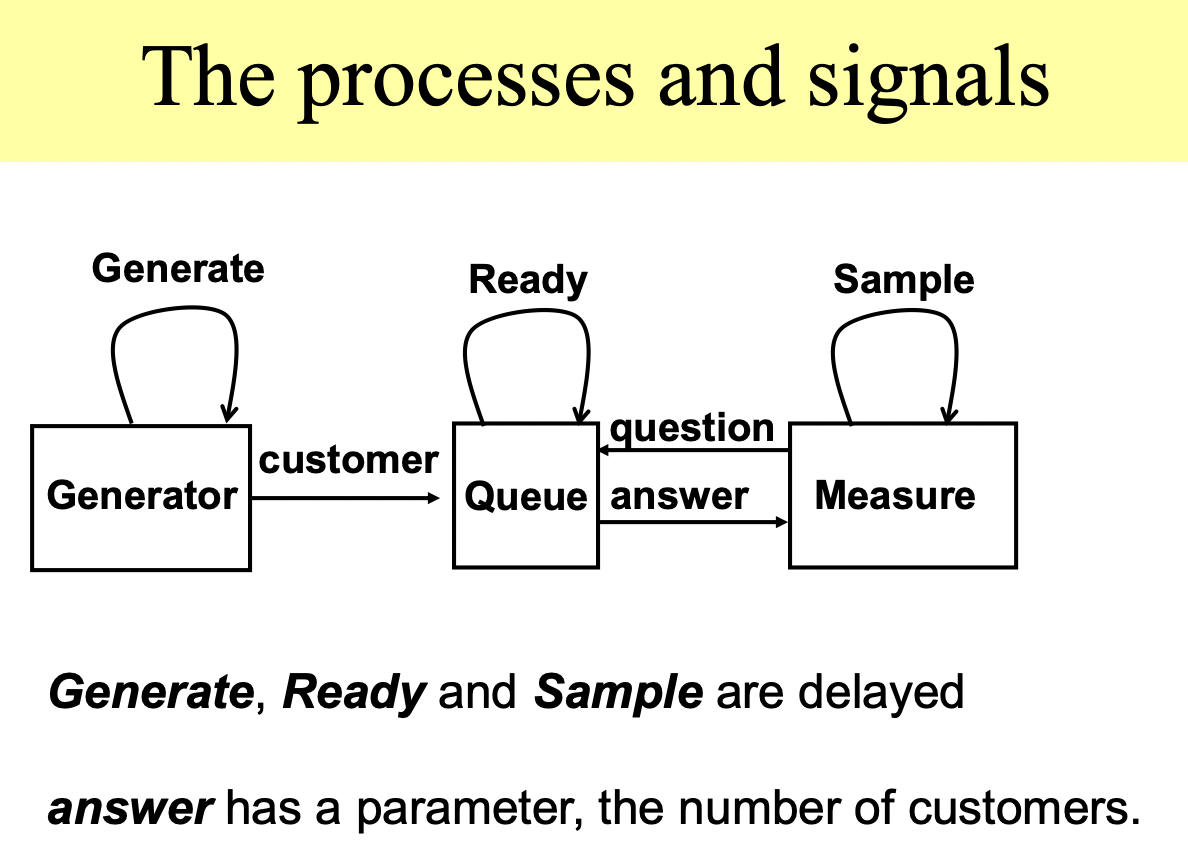 The processes and signals
Generate
Ready
Sample
customer
question
Generator
Queue
answer
Measure
Generate, Ready and Sample are delayed
answer has a parameter, the number of customers.